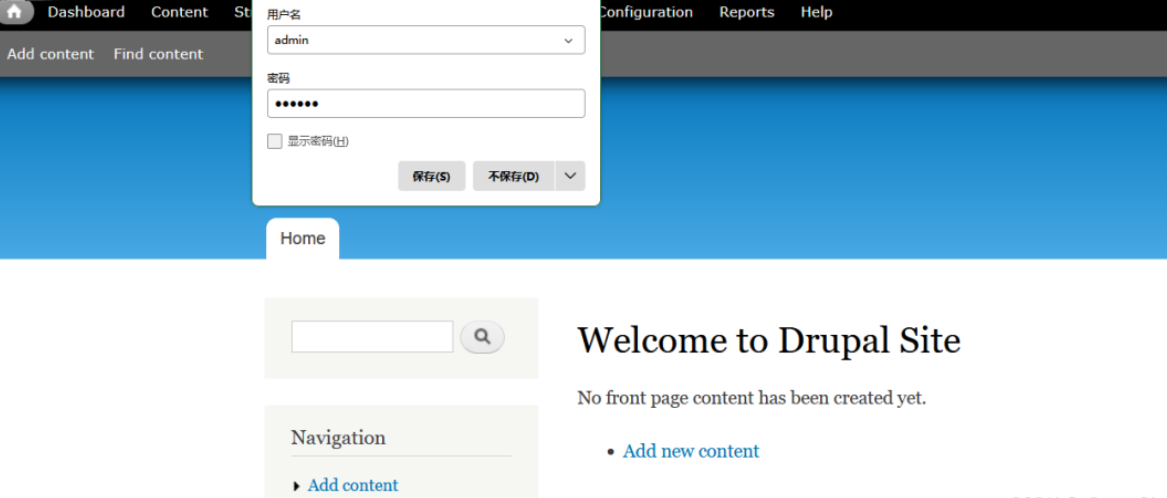 Dashboard Content St Configuration Reports Help
Add content Find content
用户名
admin
密码
••••••
显示密码(H)
保存(S) 不保存(D)
Home
Welcome to Drupal Site
No front page content has been created yet.
Navigation
• Add new content
Add content